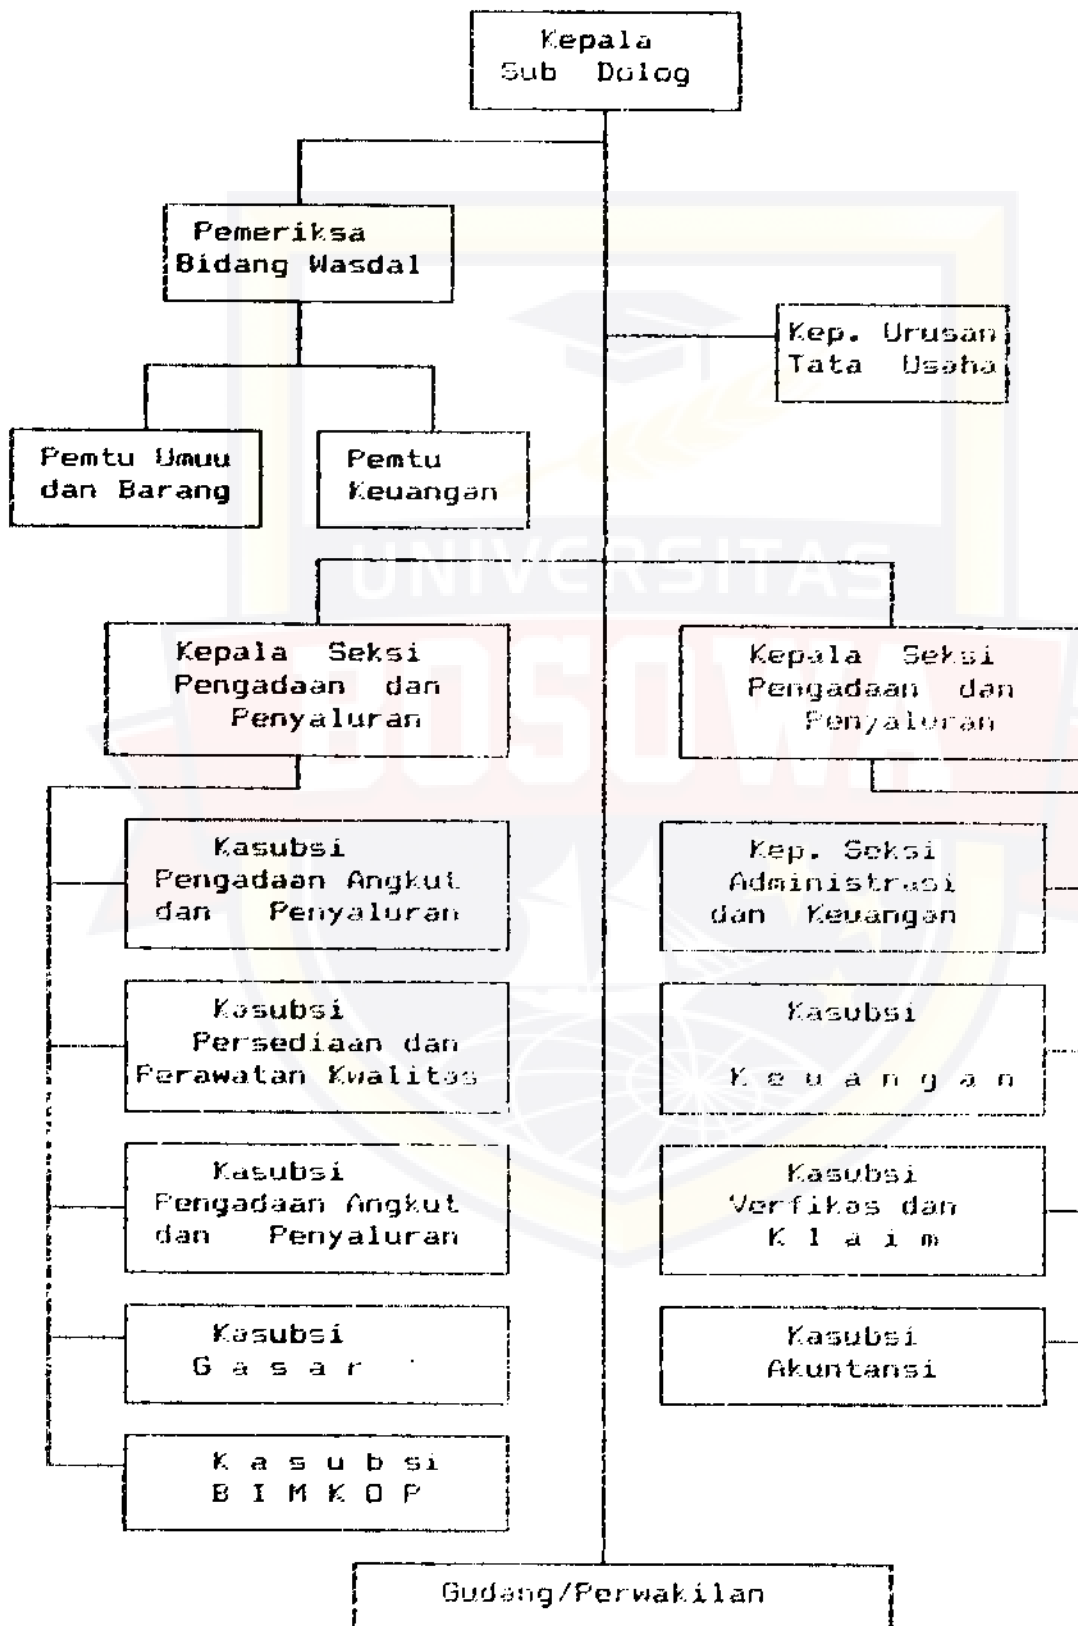 Kepala
Sub Dolog
Pemeriksa
Bidang Wasdal
Kep. Urusan
Tata Usaha
Pemtu Umuu
dan Barang
Pemtu
Keuangan
UNIVERSITAS
BOSOWA
Kepala Seksi
Pengadaan dan
Penyaluran
Kepala Seksi
Pengadaan dan
Penyaluran
Kasubsi
Pengadaan Angkut
dan Penyaluran
Kep. Seksi
Administrasi
dan Keuangan
Kasubsi
Persediaan dan
Perawatan Kwalitas
Kasubsi
K e u a n g a n
Kasubsi
Pengadaan Angkut
dan Penyaluran
Kasubsi
Verfikas dan
K l a i m
Kasubsi
G a s a r
Kasubsi
Akuntansi
K a s u b si
B I M K O P
Gudang/Perwakilan